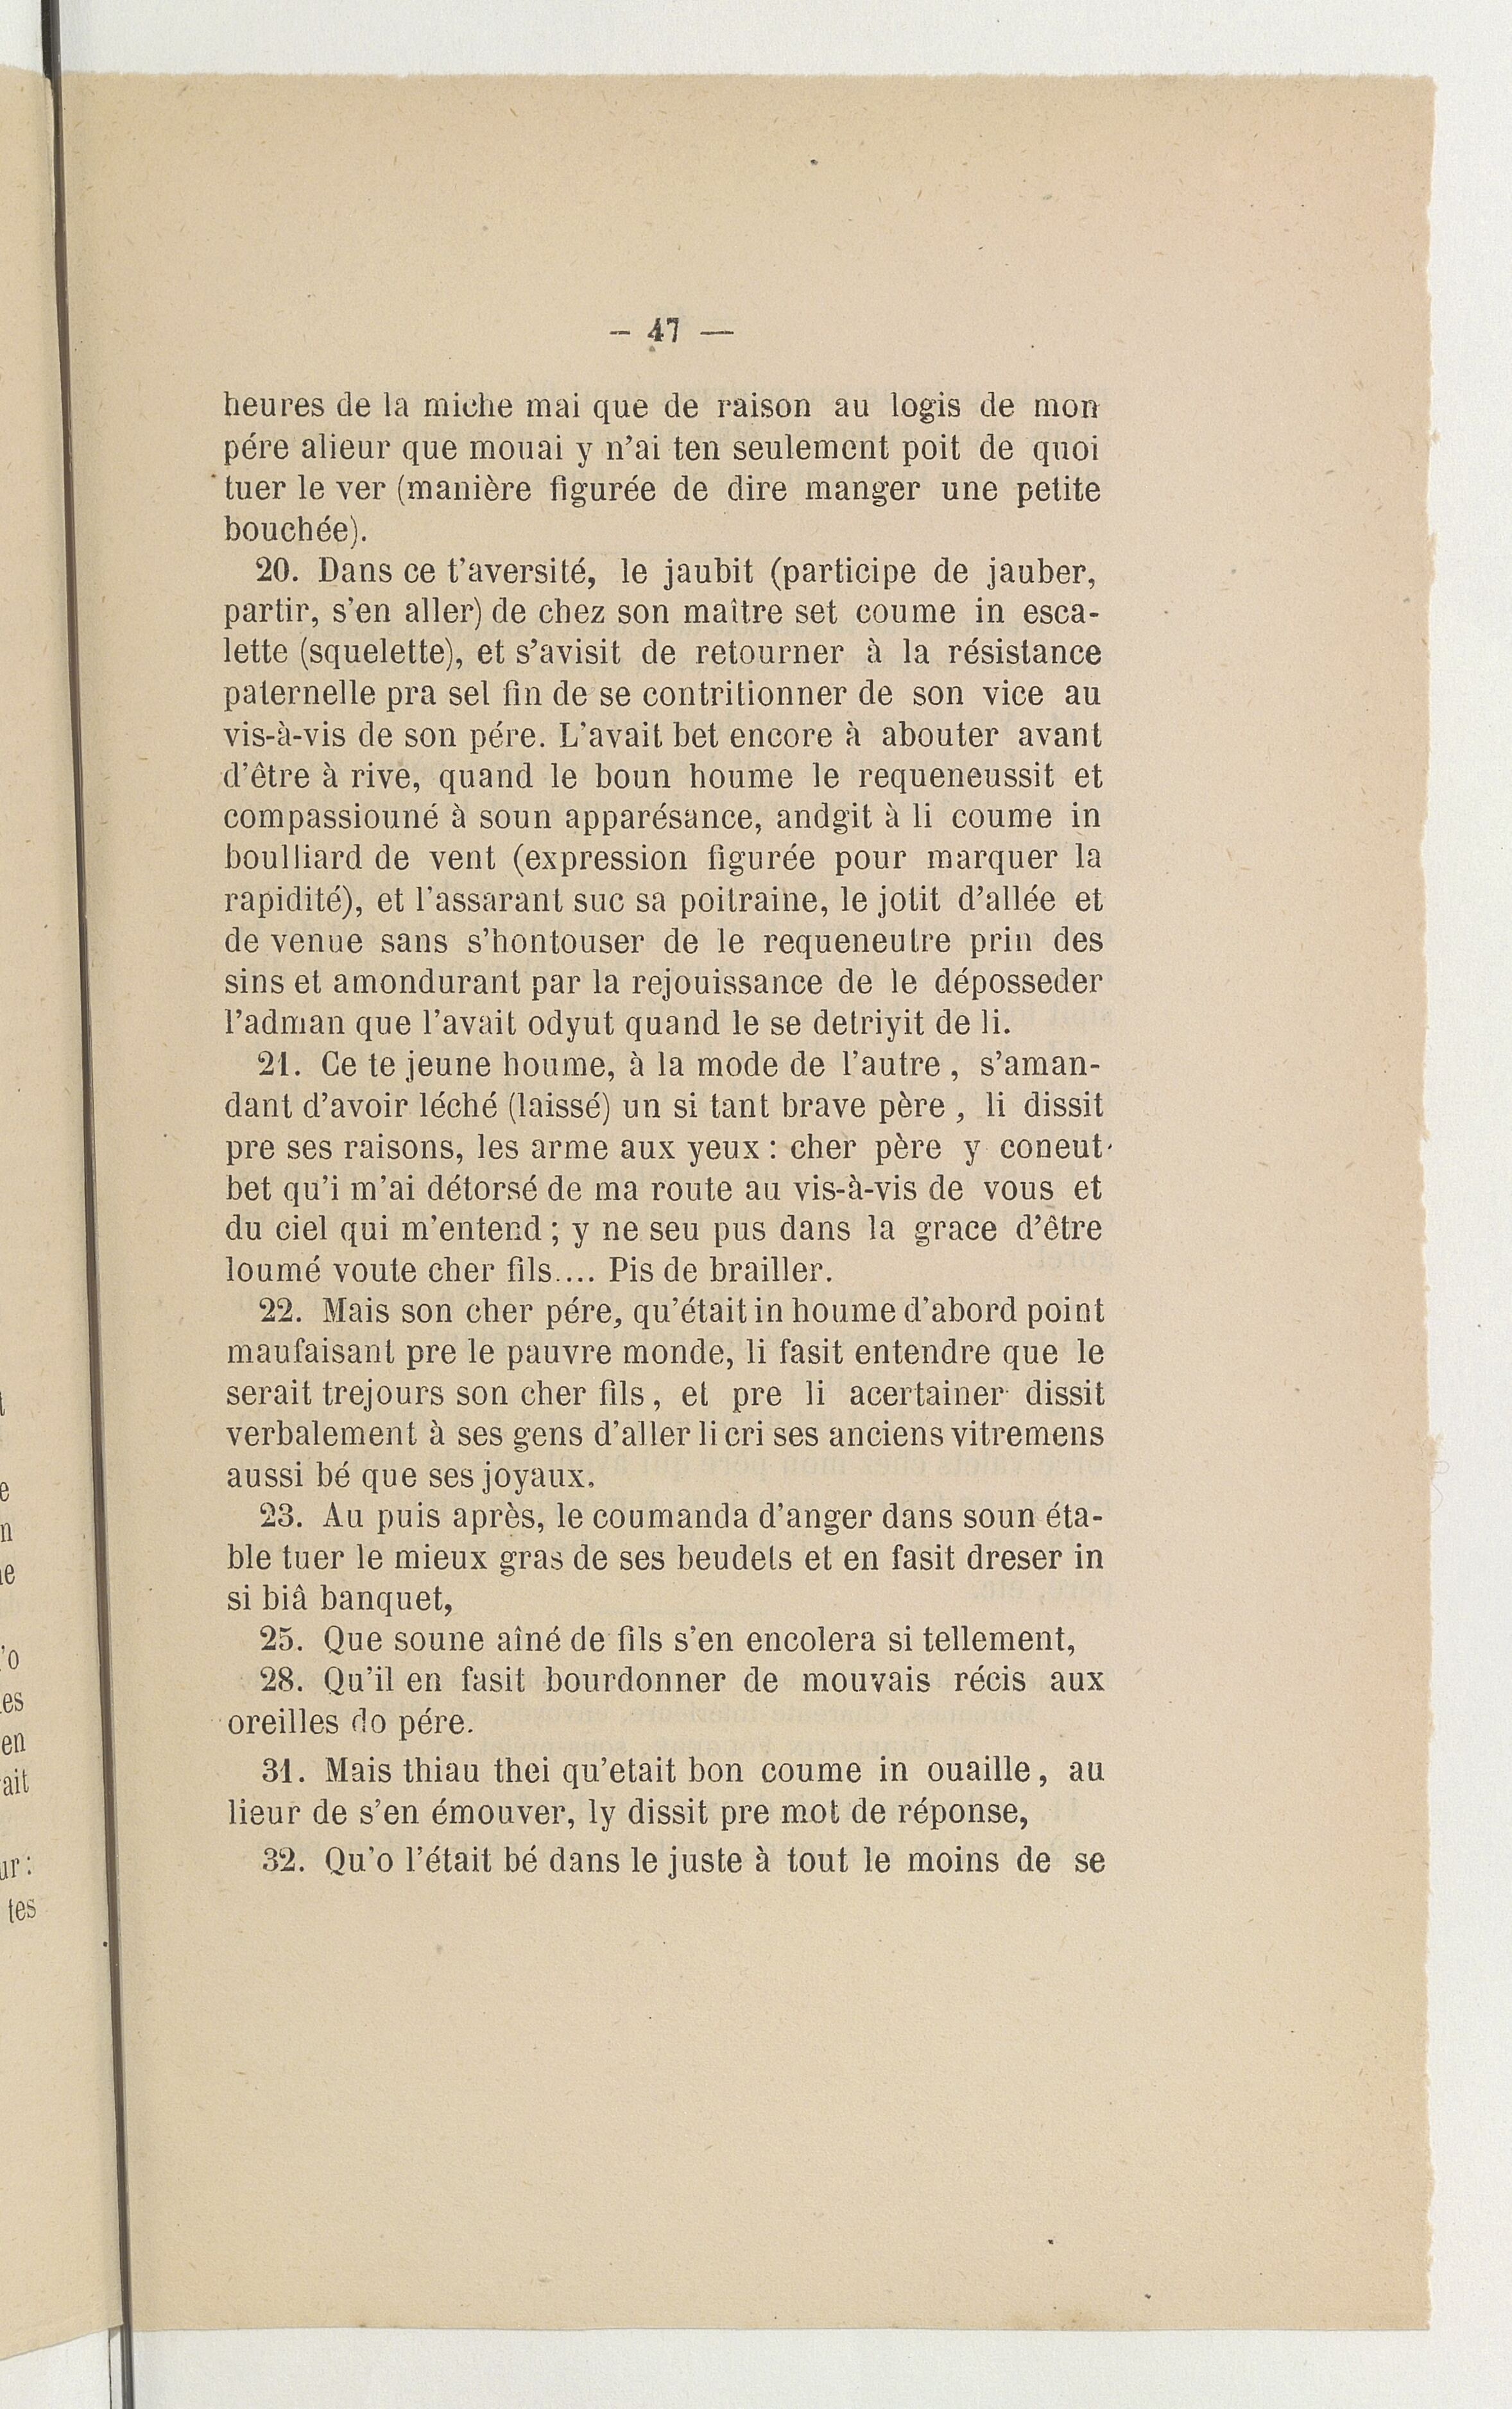 — 47 —
heures de la miche mai que de raison au logis de mon
pére alieur que mouai y n'ai ten seulement poit de quoi
tuer le ver (manière figurée de dire manger une petite
bouchée).
20. Dans ce t'aversité, le jaubit (participe de jauber,
partir, s'en aller) de chez son maître set coume in esca-
lette (squelette), et s'avisit de retourner à la résistance
paternelle pra sel fin de se contritionner de son vice au
vis-à-vis de son pére. L'avait bet encore à abouter avant
d'être à rive, quand le boun houme le requeneussit et
compassiouné à soun apparésance, andgit à li coume in
boulliard de vent (expression figurée pour marquer la
rapidité), et l'assarant suc sa poitraine, le jotit d'allée et
de venue sans s'hontouser de le requeneutre prin des
sins et amondurant par la rejouissance de le déposseder
l'adman que l'avait odyut quand le se detriyit de li.
21. Ce te jeune houme, à la mode de l'autre, s'aman-
dant d'avoir léché (laissé) un si tant brave père, li dissit
pre ses raisons, les arme aux yeux : cher père y coneut
bet qu'i m'ai détorsé de ma route au vis-à-vis de vous et
du ciel qui m'entend ; y ne seu pus dans la grace d'être
loumé voute cher fils.... Pis de brailler.
22. Mais son cher pére, qu'était in houme d'abord point
maufaisant pre le pauvre monde, li fasit entendre que le
serait trejours son cher fils, et pre li acertainer dissit
verbalement à ses gens d'aller li cri ses anciens vitremens
aussi bé que ses joyaux.
23. Au puis après, le coumanda d'anger dans soun éta-
ble tuer le mieux gras de ses beudets et en fasit dreser in
si biâ banquet,
25. Que soune aîné de fils s'en encolera si tellement,
28. Qu'il en fasit bourdonner de mouvais récis aux
oreilles do pére.
31. Mais thiau thei qu'etait bon coume in ouaille, au
lieur de s'en émouver, ly dissit pre mot de réponse,
32. Qu'o l'était bé dans le juste à tout le moins de se